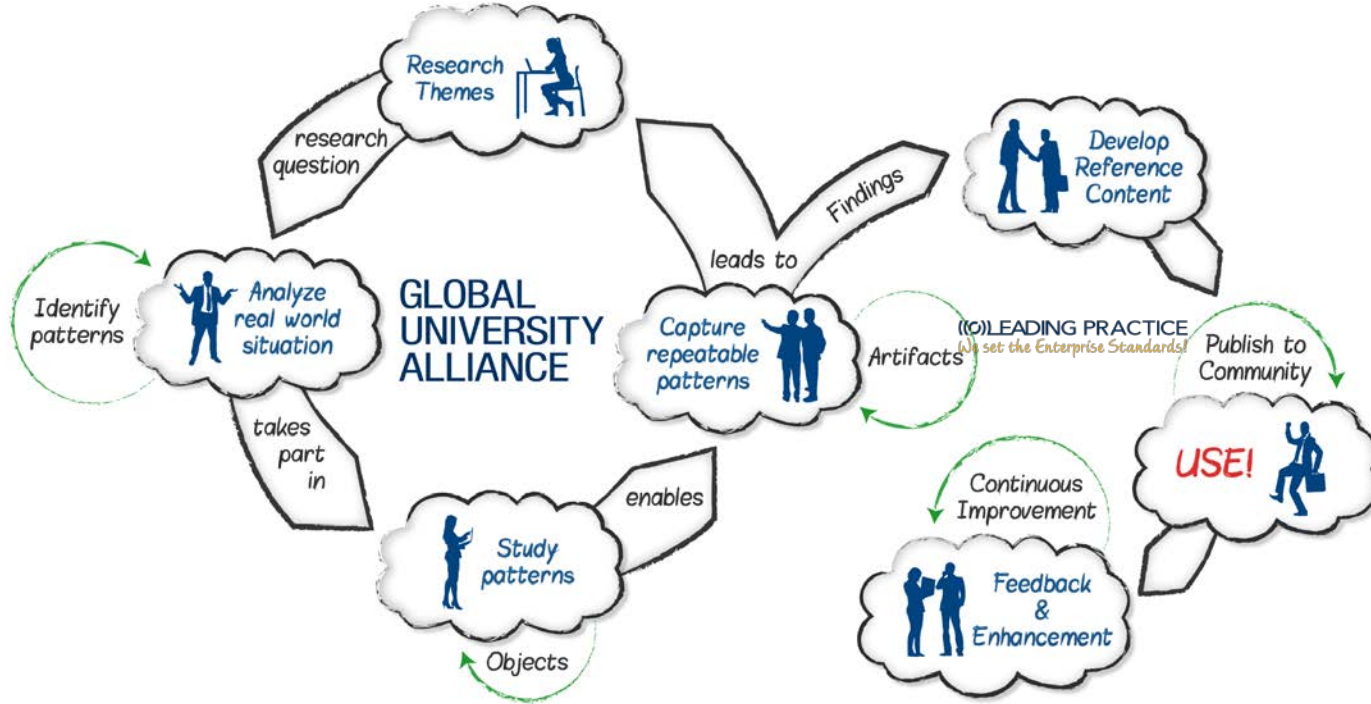 Research
Themes
research
question
Identify
patterns
Analyze
real world
situation
takes
part
in
GLOBAL
UNIVERSITY
ALLIANCE
Study
patterns
Objects
enables
Capture
repeatable
patterns
leads to
Findings
Artifacts
Develop
Reference
Content
((O)) LEADING PRACTICE
We set the Enterprise Standards!
Publish to
Community
USE!
Continuous
Improvement
Feedback
&
Enhancement